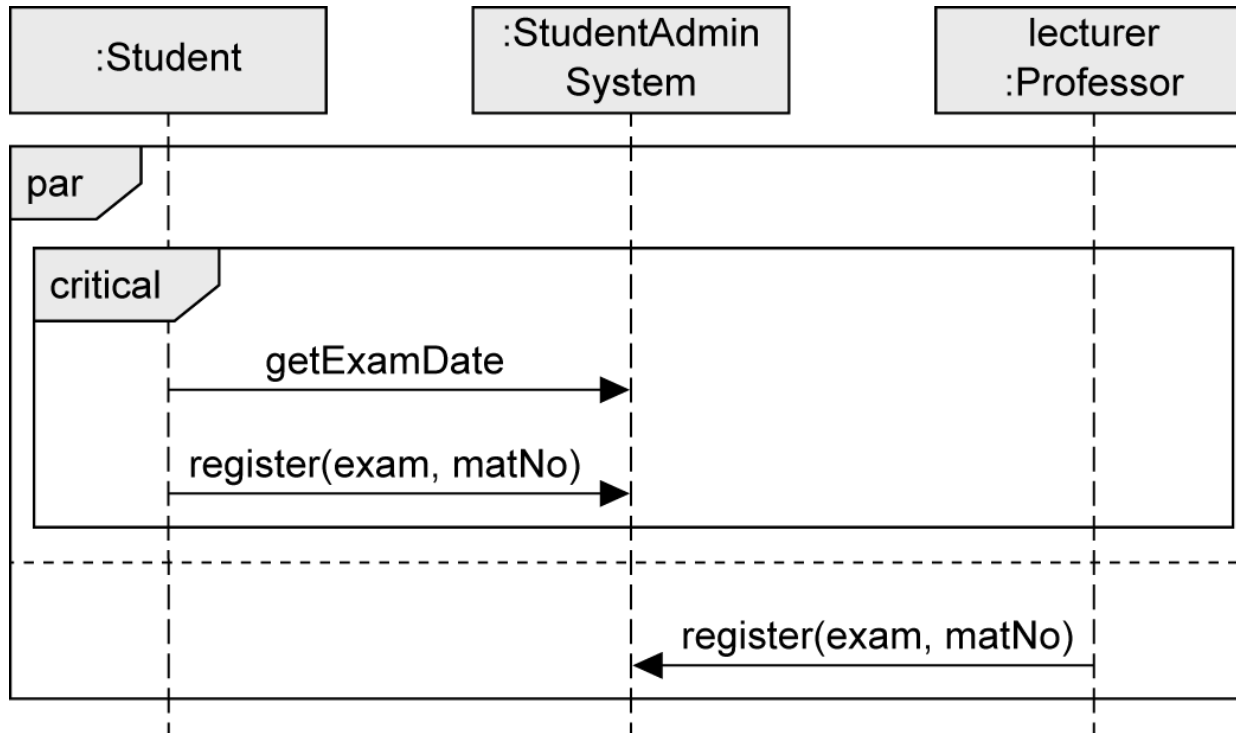 :Student
:StudentAdmin
System
lecturer
:Professor
par
critical
getExamDate
register(exam, matNo)
register(exam, matNo)